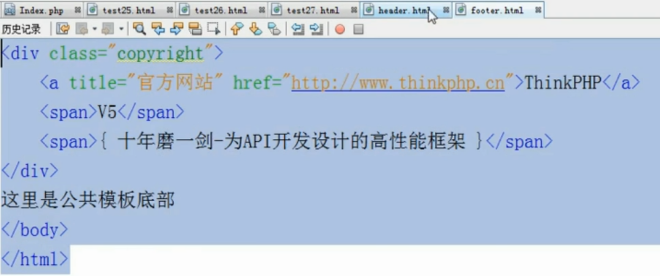 Index.php test25.html test26.html test27.html header.html footer.html
历史记录
<div class="copyright">
<a title="官方网站" href="http://www.thinkphp.cn">ThinkPHP</a>
<span>V5</span>
<span>{ 十年磨一剑-为API开发设计的高性能框架 }</span>
</div>
这里是公共模板底部
</body>
</html>